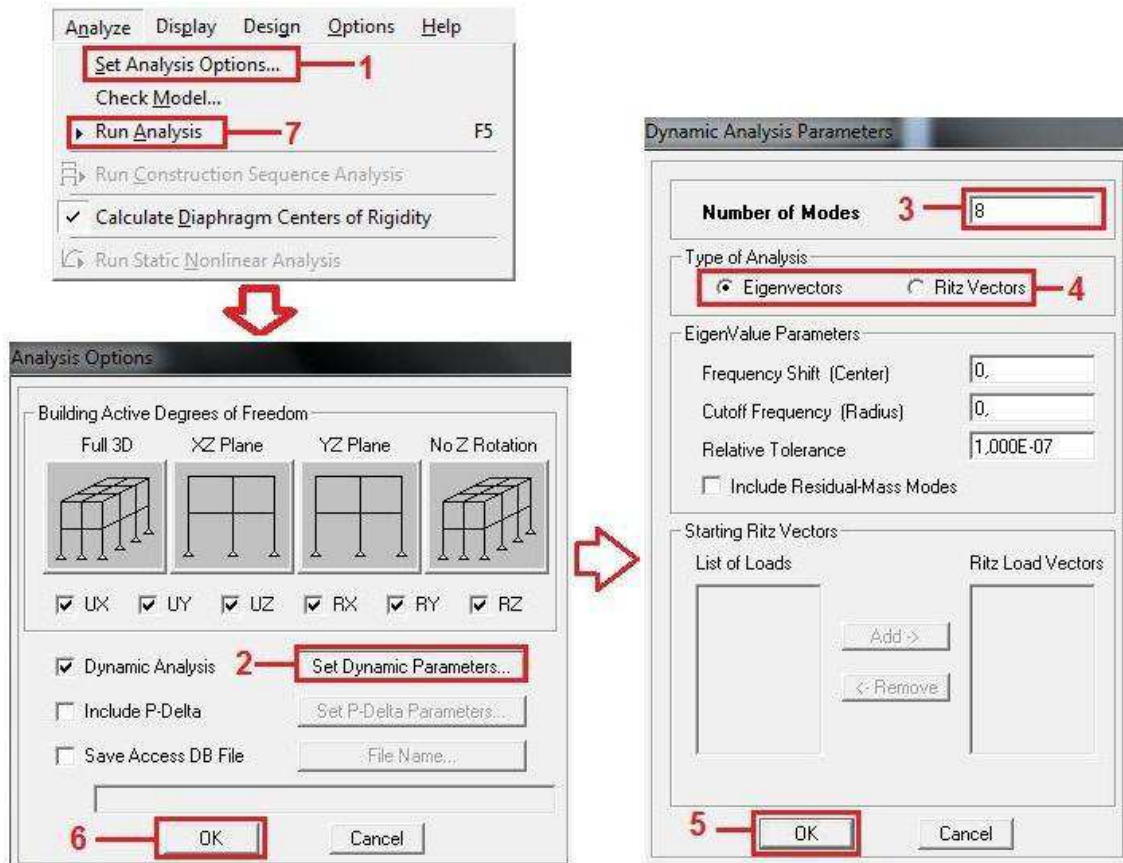 Analyze Display Design Options Help
Set Analysis Options... 1
Check Model...
Run Analysis 7 F5
Run Construction Sequence Analysis
Calculate Diaphragm Centers of Rigidity
Run Static Nonlinear Analysis
Analysis Options
Building Active Degrees of Freedom
Full 3D XZ Plane YZ Plane No Z Rotation
UX UY UZ RX RY RZ
Dynamic Analysis 2 Set Dynamic Parameters...
Include P-Delta Set P-Delta Parameters...
Save Access DB File File Name...
6 OK Cancel
Dynamic Analysis Parameters
Number of Modes 3 8
Type of Analysis
Eigenvectors Ritz Vectors 4
EigenValue Parameters
Frequency Shift (Center) 0,
Cutoff Frequency (Radius) 0,
Relative Tolerance 1,000E-07
Include Residual-Mass Modes
Starting Ritz Vectors
List of Loads Ritz Load Vectors
Add ->
<- Remove
5 OK Cancel